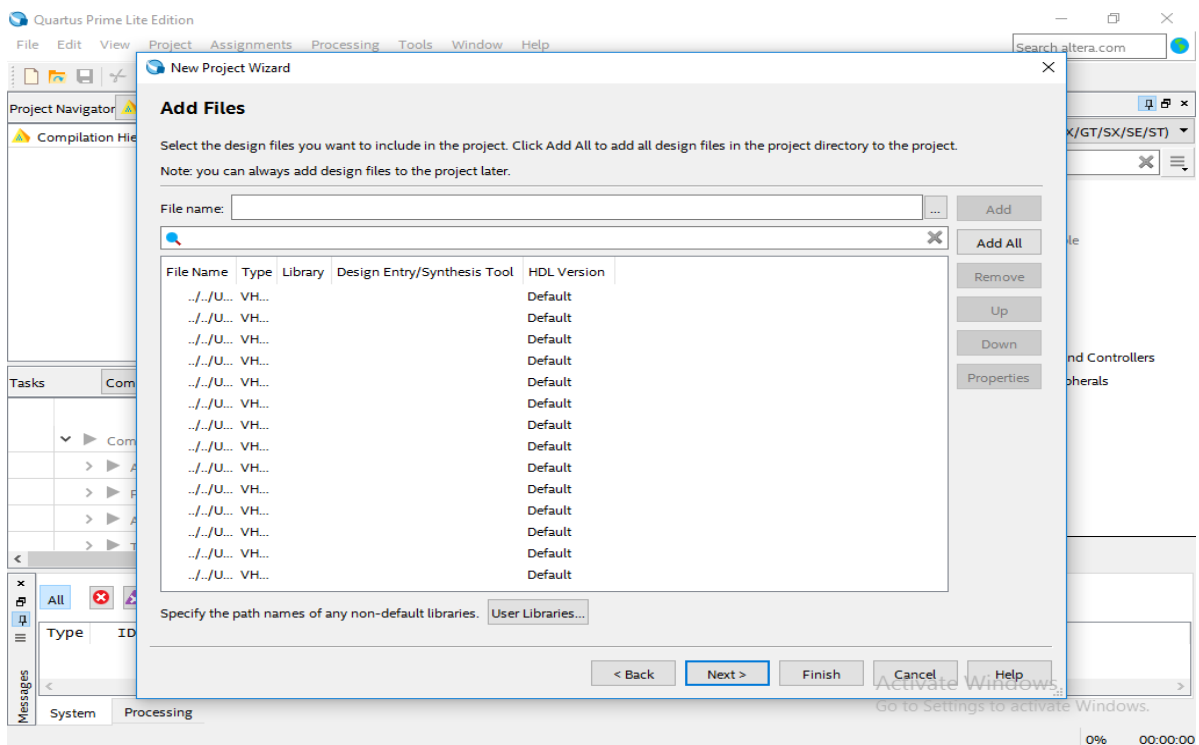 Quartus Prime Lite Edition
File Edit View Project Assignments Processing Tools Window Help
Search altera.com
New Project Wizard
Project Navigator
Compilation Hie
X/GT/SX/SE/ST)
Add Files
Select the design files you want to include in the project. Click Add All to add all design files in the project directory to the project.
Note: you can always add design files to the project later.
File name: ... Add
Add All
Remove
Up
Down
Properties
File Name Type Library Design Entry/Synthesis Tool HDL Version
../../U... VH... Default
../../U... VH... Default
../../U... VH... Default
../../U... VH... Default
../../U... VH... Default
../../U... VH... Default
../../U... VH... Default
../../U... VH... Default
../../U... VH... Default
../../U... VH... Default
../../U... VH... Default
../../U... VH... Default
../../U... VH... Default
../../U... VH... Default
le
nd Controllers
pherals
Tasks Com
Com
Specify the path names of any non-default libraries. User Libraries...
< Back Next > Finish Cancel Help
All
Type ID
Messages
System Processing
Activate Windows
Go to Settings to activate Windows.
0% 00:00:00